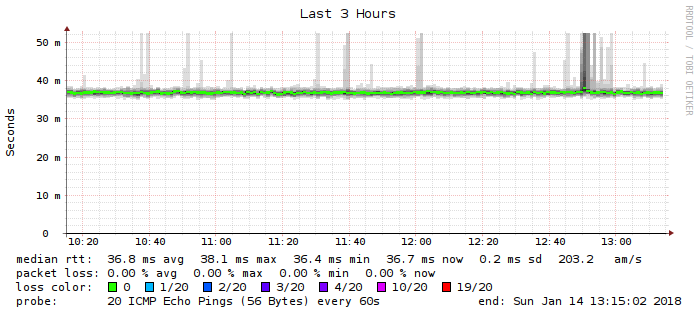 Last 3 Hours
RRDTOOL / TOBI OETIKER
Seconds
50 m
40 m
30 m
20 m
10 m
0
10:20 10:40 11:00 11:20 11:40 12:00 12:20 12:40 13:00
median rtt: 36.8 ms avg 38.1 ms max 36.4 ms min 36.7 ms now 0.2 ms sd 203.2 am/s
packet loss: 0.00 % avg 0.00 % max 0.00 % min 0.00 % now
loss color: 0 1/20 2/20 3/20 4/20 10/20 19/20
probe: 20 ICMP Echo Pings (56 Bytes) every 60s end: Sun Jan 14 13:15:02 2018